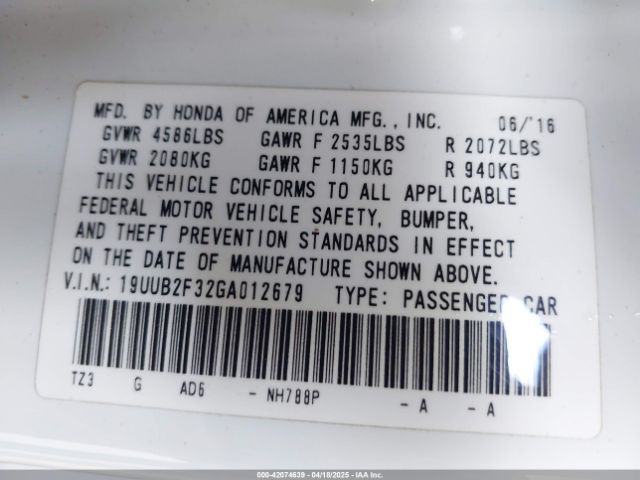 MFD. BY HONDA OF AMERICA MFG., INC. 06/'16
GVWR 4586LBS GAWR F 2535LBS R 2072LBS
GVWR 2080KG GAWR F 1150KG R 940KG
THIS VEHICLE CONFORMS TO ALL APPLICABLE
FEDERAL MOTOR VEHICLE SAFETY, BUMPER,
AND THEFT PREVENTION STANDARDS IN EFFECT
ON THE DATE OF MANUFACTURE SHOWN ABOVE.
V.I.N.: 19UUB2F32GA012679 TYPE: PASSENGER CAR
TZ3 G AD6 - NH788P - A - A
000-42074639 - 04/18/2025 - IAA Inc.